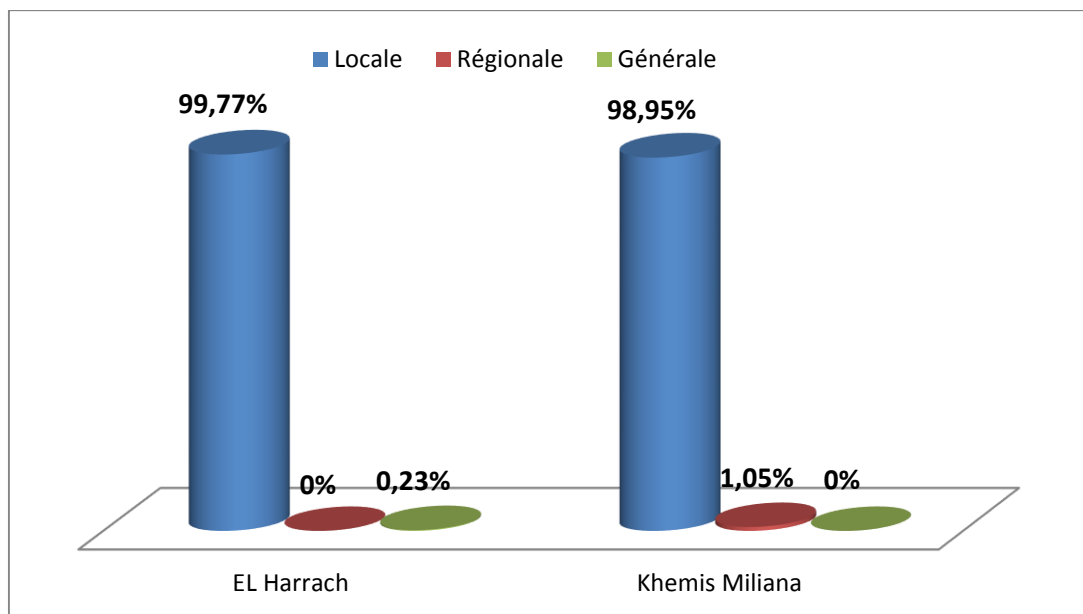 Locale Régionale Générale
99,77% 98,95%
0% 0,23% 1,05% 0%
EL Harrach Khemis Miliana